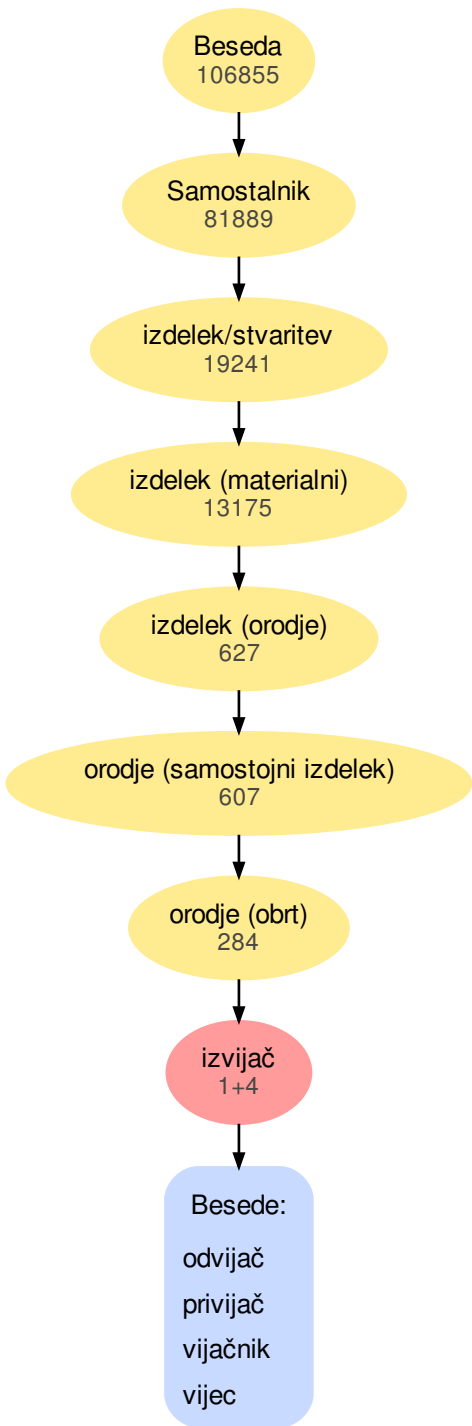 Beseda
106855
Samostalnik
81889
izdelek/stvaritev
19241
izdelek (materialni)
13175
izdelek (orodje)
627
orodje (samostojni izdelek)
607
orodje (obrt)
284
izvijač
1+4
Besede:
odvijač
privijač
vijačnik
vijec